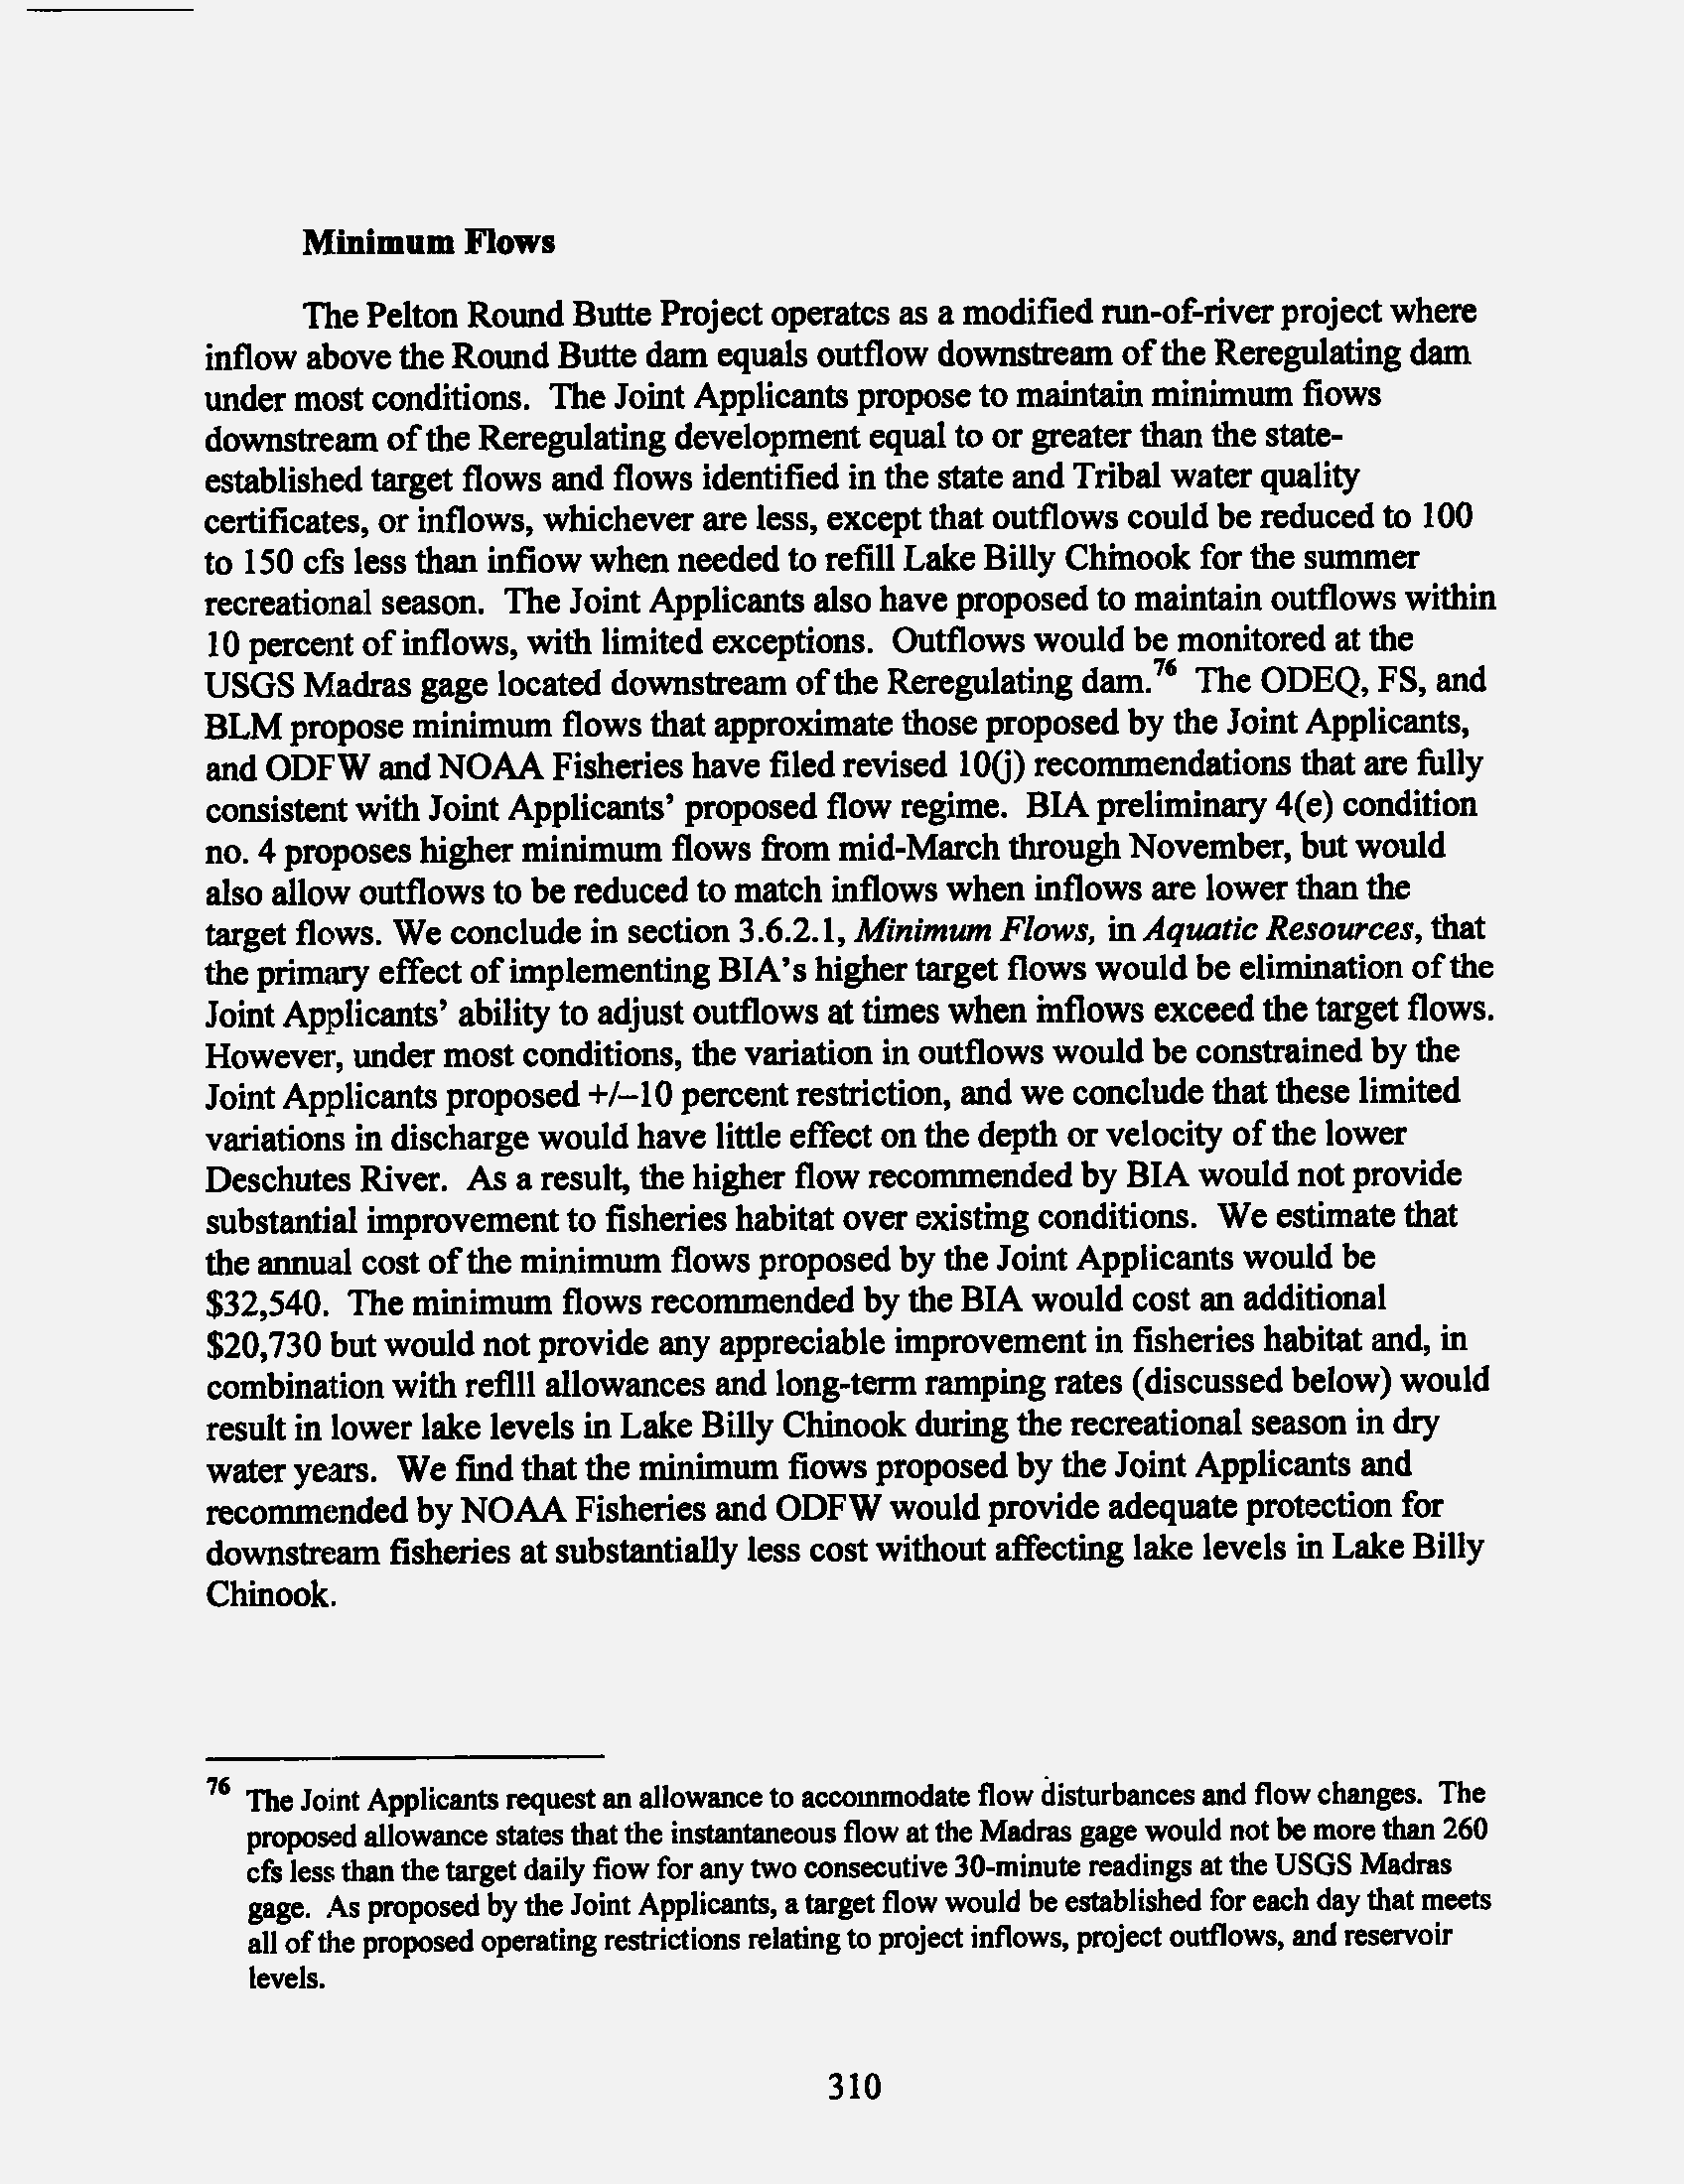 Minimum Flows
The Pelton Round Butte Project operates as a modified run-of-river project where
inflow above the Round Butte dam equals outflow downstream of the Reregulating dam
under most conditions. The Joint Applicants propose to maintain minimum flows
downstream of the Reregulating development equal to or greater than the state-
established target flows and flows identified in the state and Tribal water quality
certificates, or inflows, whichever are less, except that outflows could be reduced to 100
to 150 cfs less than inflow when needed to refill Lake Billy Chinook for the summer
recreational season. The Joint Applicants also have proposed to maintain outflows within
10 percent of inflows, with limited exceptions. Outflows would be monitored at the
USGS Madras gage located downstream of the Reregulating dam.76 The ODEQ, FS, and
BLM propose minimum flows that approximate those proposed by the Joint Applicants,
and ODFW and NOAA Fisheries have filed revised 10(j) recommendations that are fully
consistent with Joint Applicants' proposed flow regime. BIA preliminary 4(e) condition
no. 4 proposes higher minimum flows from mid-March through November, but would
also allow outflows to be reduced to match inflows when inflows are lower than the
target flows. We conclude in section 3.6.2.1, Minimum Flows, in Aquatic Resources, that
the primary effect of implementing BIA's higher target flows would be elimination of the
Joint Applicants' ability to adjust outflows at times when inflows exceed the target flows.
However, under most conditions, the variation in outflows would be constrained by the
Joint Applicants proposed +/–10 percent restriction, and we conclude that these limited
variations in discharge would have little effect on the depth or velocity of the lower
Deschutes River. As a result, the higher flow recommended by BIA would not provide
substantial improvement to fisheries habitat over existing conditions. We estimate that
the annual cost of the minimum flows proposed by the Joint Applicants would be
$32,540. The minimum flows recommended by the BIA would cost an additional
$20,730 but would not provide any appreciable improvement in fisheries habitat and, in
combination with refill allowances and long-term ramping rates (discussed below) would
result in lower lake levels in Lake Billy Chinook during the recreational season in dry
water years. We find that the minimum flows proposed by the Joint Applicants and
recommended by NOAA Fisheries and ODFW would provide adequate protection for
downstream fisheries at substantially less cost without affecting lake levels in Lake Billy
Chinook.
76 The Joint Applicants request an allowance to accommodate flow disturbances and flow changes. The
proposed allowance states that the instantaneous flow at the Madras gage would not be more than 260
cfs less than the target daily flow for any two consecutive 30-minute readings at the USGS Madras
gage. As proposed by the Joint Applicants, a target flow would be established for each day that meets
all of the proposed operating restrictions relating to project inflows, project outflows, and reservoir
levels.
310